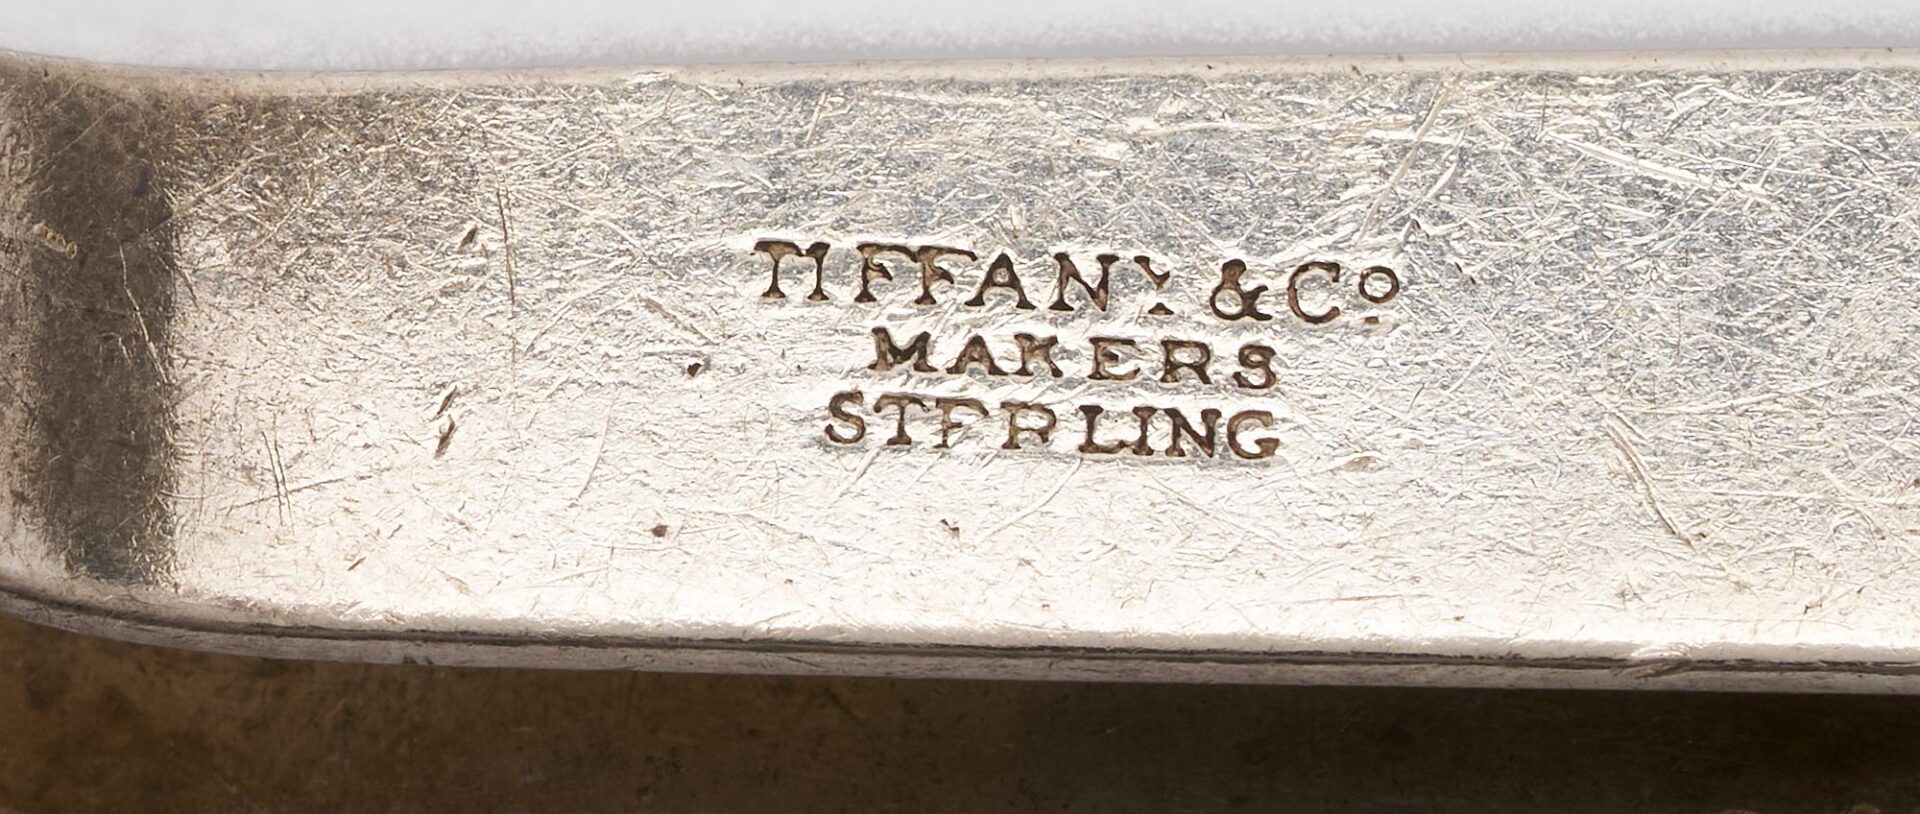 TIFFANY & Co
MAKERS
STERLING